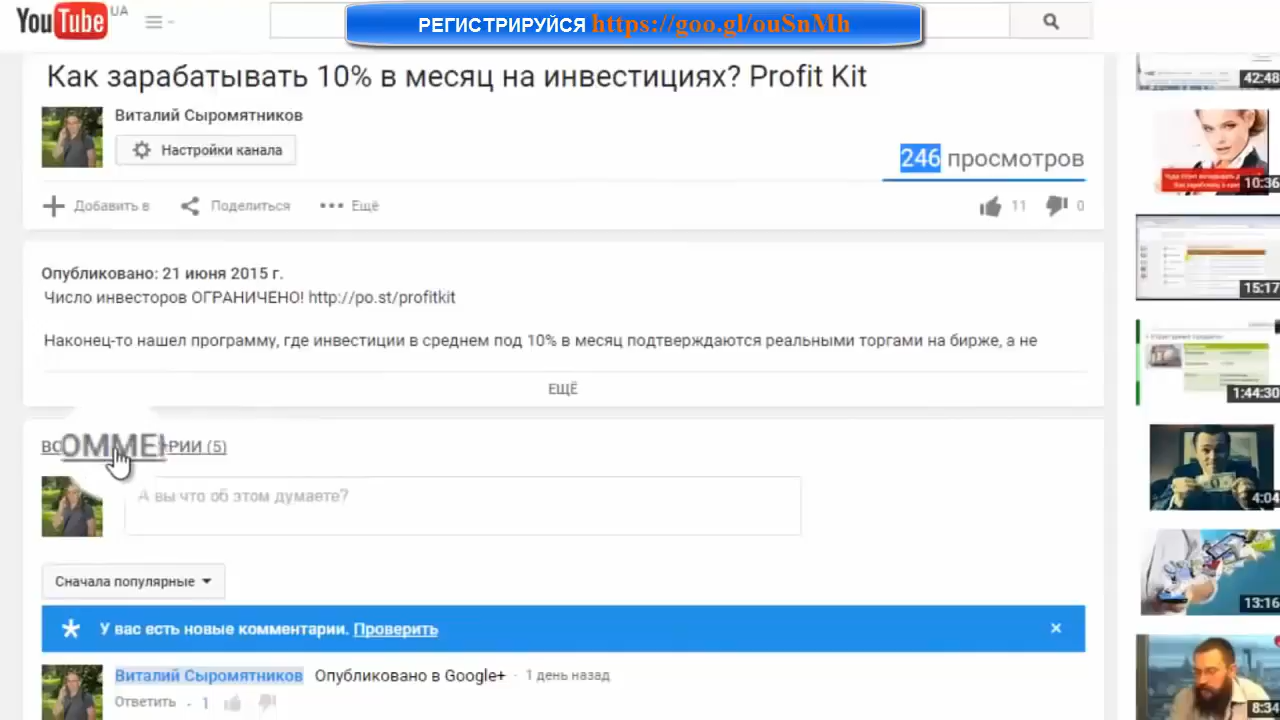 YouTube UA
РЕГИСТРИРУЙСЯ https://goo.gl/ouSnMh
Как зарабатывать 10% в месяц на инвестициях? Profit Kit
Виталий Сыромятников
Настройки канала
246 просмотров
Добавить в
Поделиться
Ещё
11
0
Опубликовано: 21 июня 2015 г.
Число инвесторов ОГРАНИЧЕНО! http://po.st/profitkit
Наконец-то нашел программу, где инвестиции в среднем под 10% в месяц подтверждаются реальными торгами на бирже, а не
ЕЩЁ
ВС ОММЕН РИИ (5)
А вы что об этом думаете?
Сначала популярные
У вас есть новые комментарии. Проверить
Виталий Сыромятников Опубликовано в Google+ · 1 день назад
Ответить · 1
42:48
10:36
15:17
1:44:30
4:04
13:16
8:34